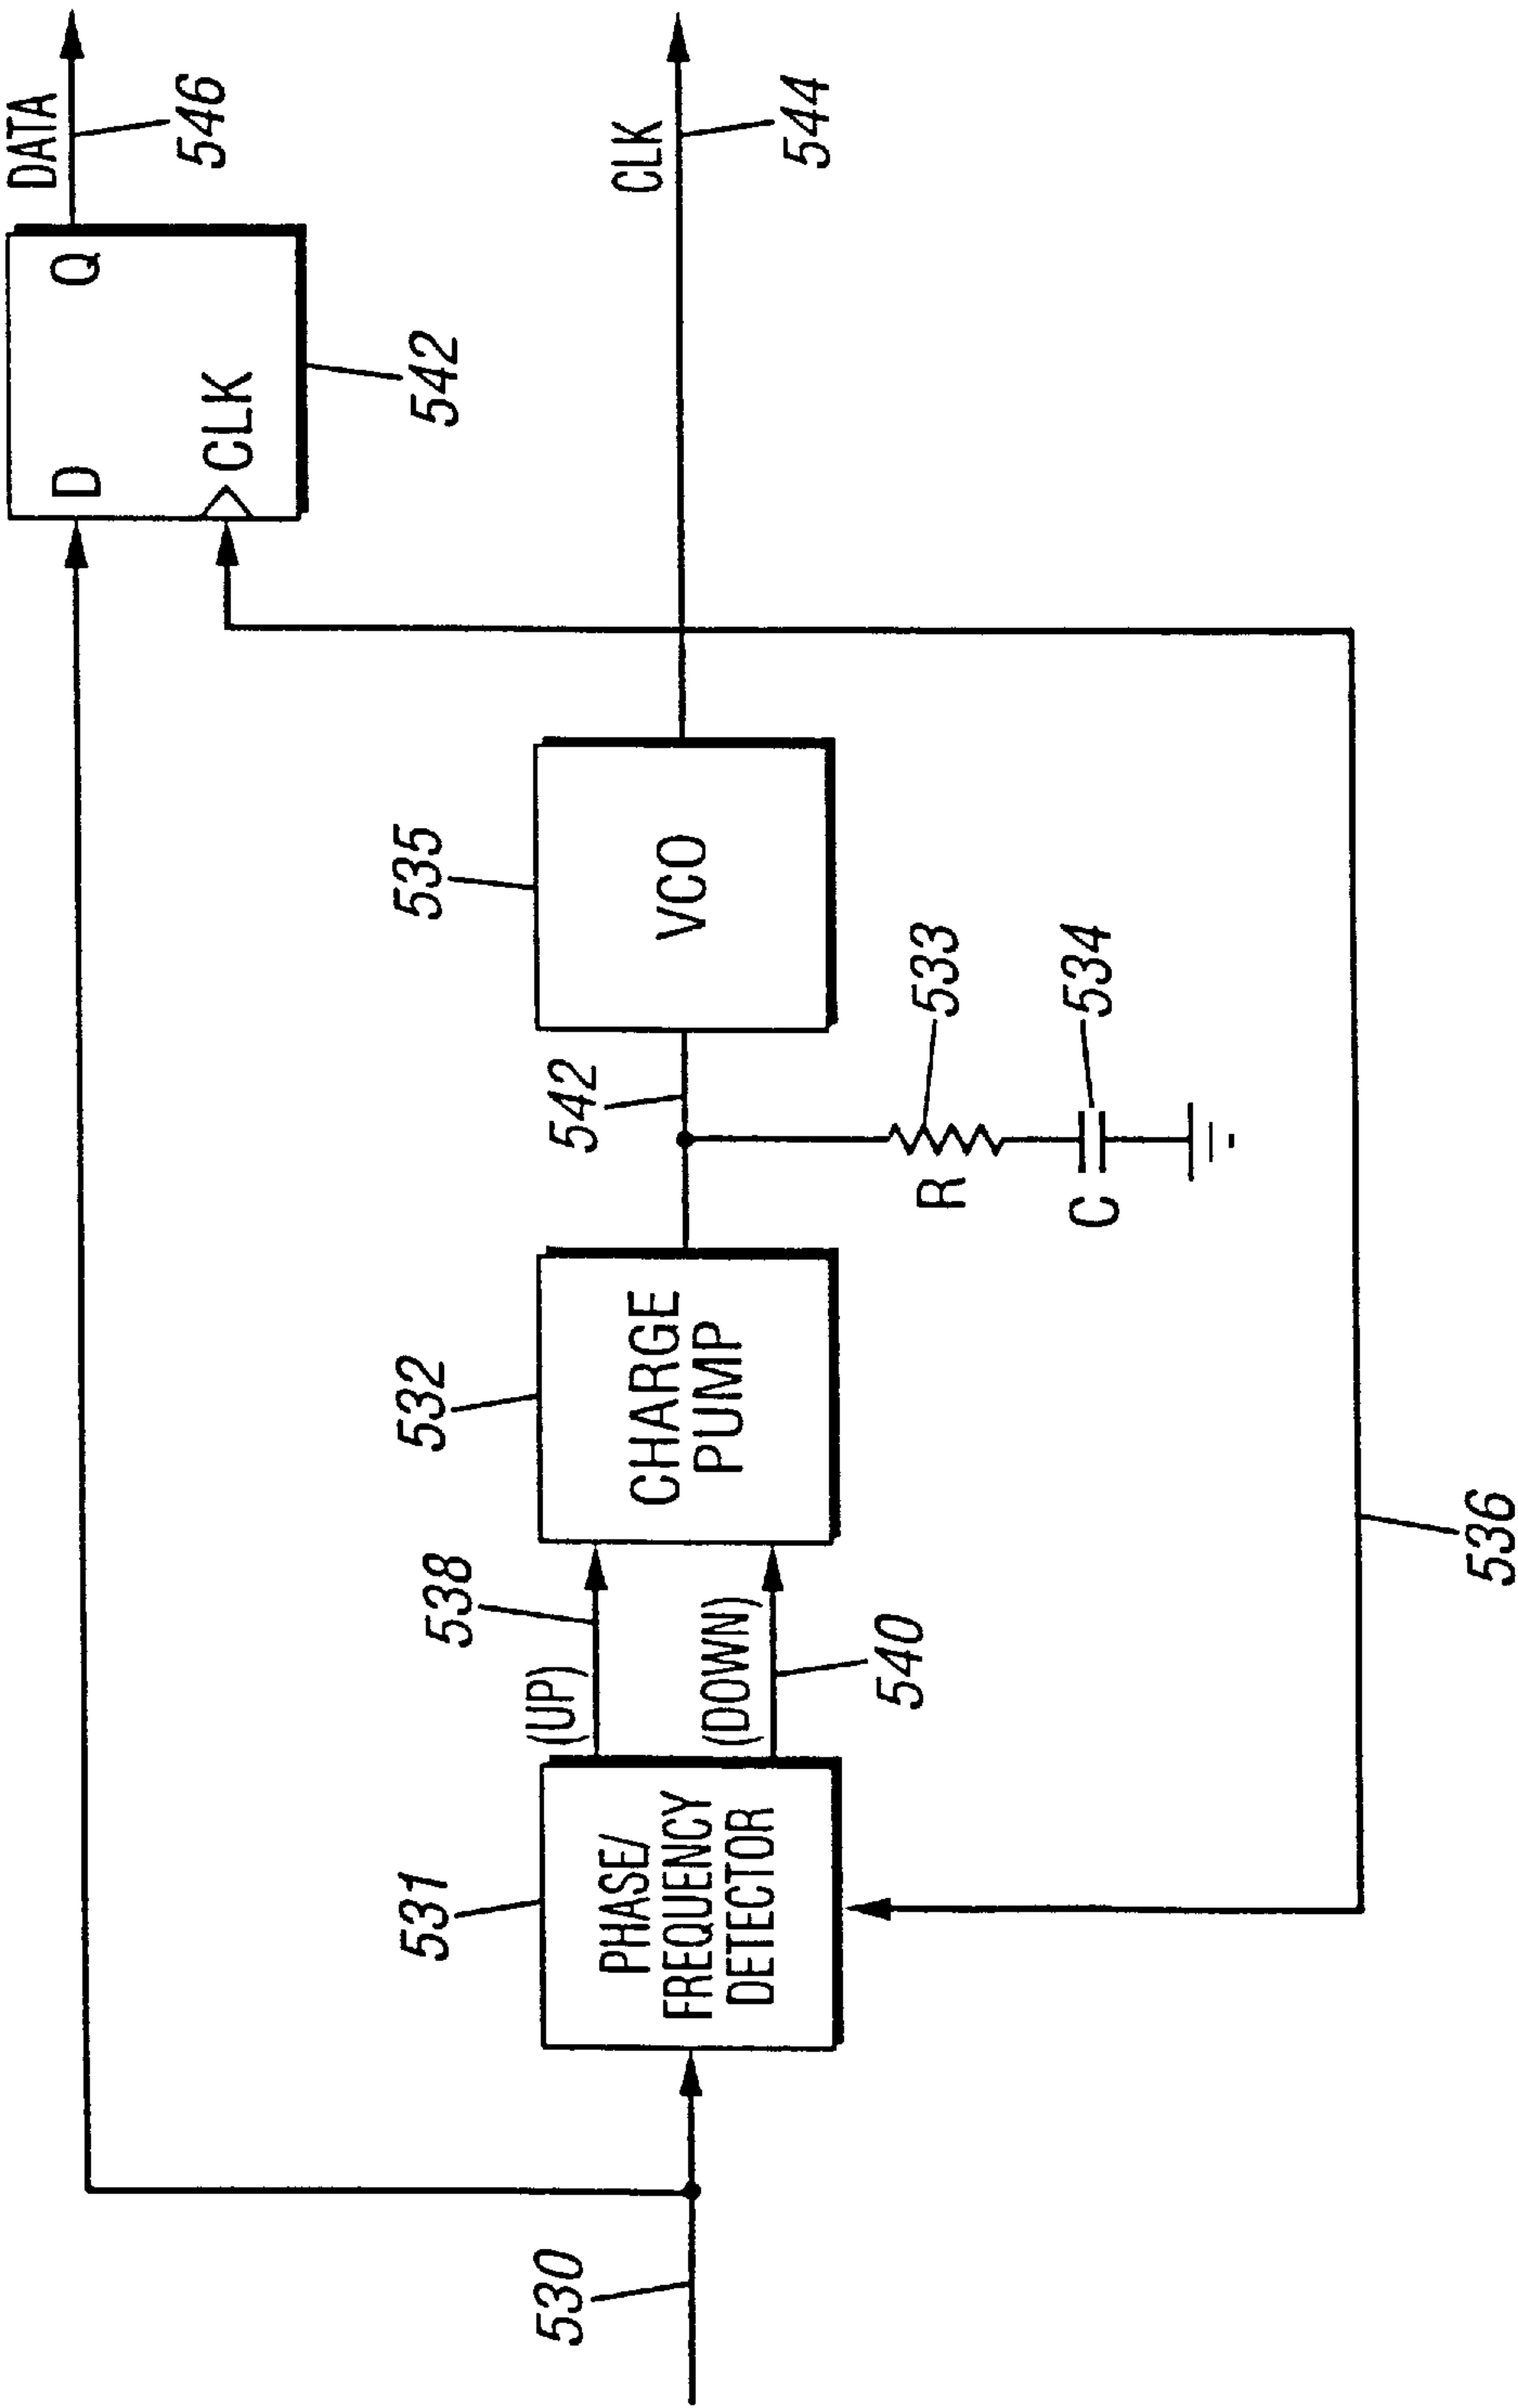 DATA
546
D
Q
CLK
542
CLK
544
535
VCO
542
533
R
534
C
532
CHARGE
PUMP
538
(UP)
(DOWN)
540
531
PHASE/
FREQUENCY
DETECTOR
530
536